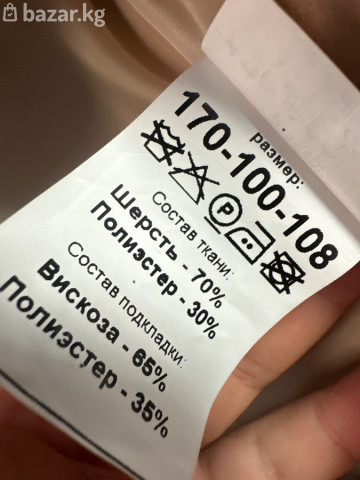 bazar.kg
размер:
170-100-108
P
Состав ткани:
Шерсть - 70%
Полиэстер - 30%
Состав подкладки:
Вискоза - 65%
Полиэстер - 35%